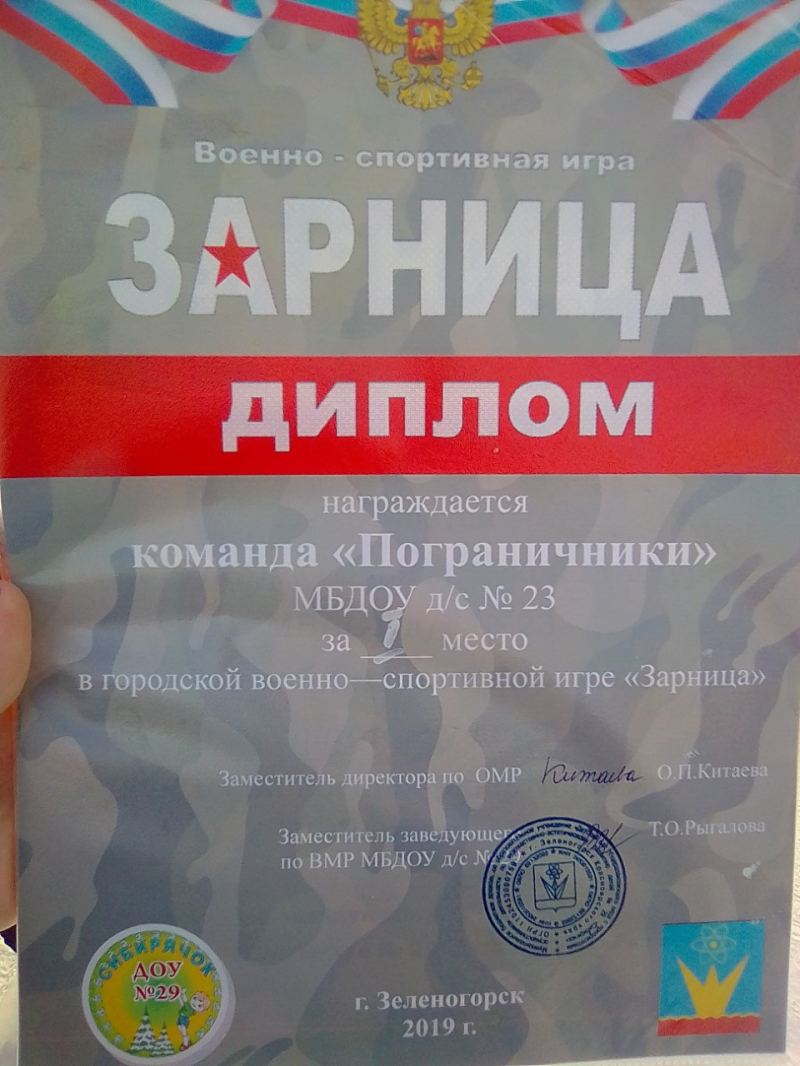 Военно - спортивная игра
ЗАРНИЦА
ДИПЛОМ
награждается
команда «Пограничники»
МБДОУ д/с № 23
за I место
в городской военно—спортивной игре «Зарница»
Заместитель директора по ОМР Китаева О.П.Китаева
Заместитель заведующего Т.О.Рыгалова
по ВМР МБДОУ д/с №
СИБИРЯЧОК
ДОУ
№29
г. Зеленогорск
2019 г.